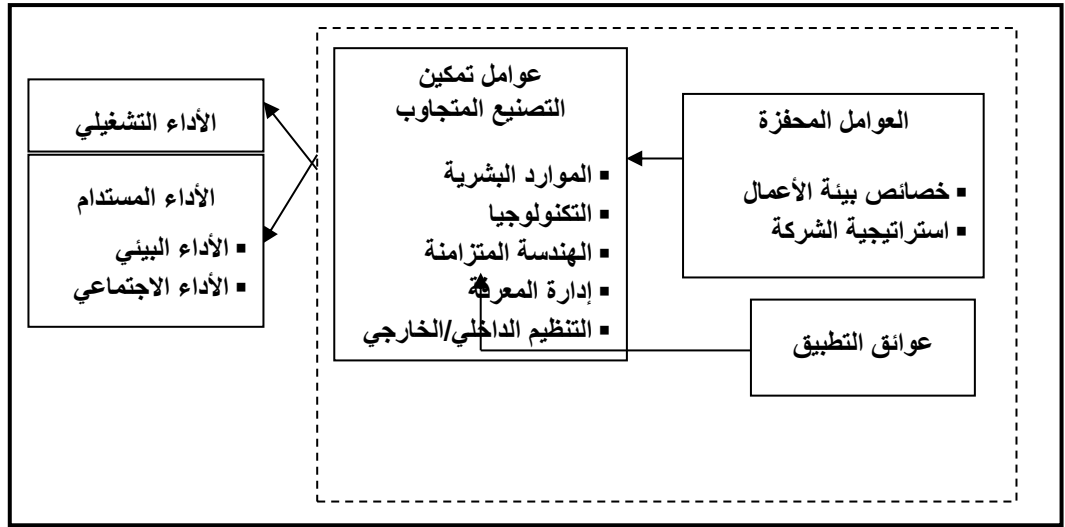 العوامل المحفزة
▪ خصائص بيئة الأعمال
▪ استراتيجية الشركة
عوائق التطبيق
عوامل تمكين
التصنيع المتجاوب
▪ الموارد البشرية
▪ التكنولوجيا
▪ الهندسة المتزامنة
▪ إدارة المعرفة
▪ التنظيم الداخلي/الخارجي
الأداء التشغيلي
الأداء المستدام
▪ الأداء البيئي
▪ الأداء الاجتماعي